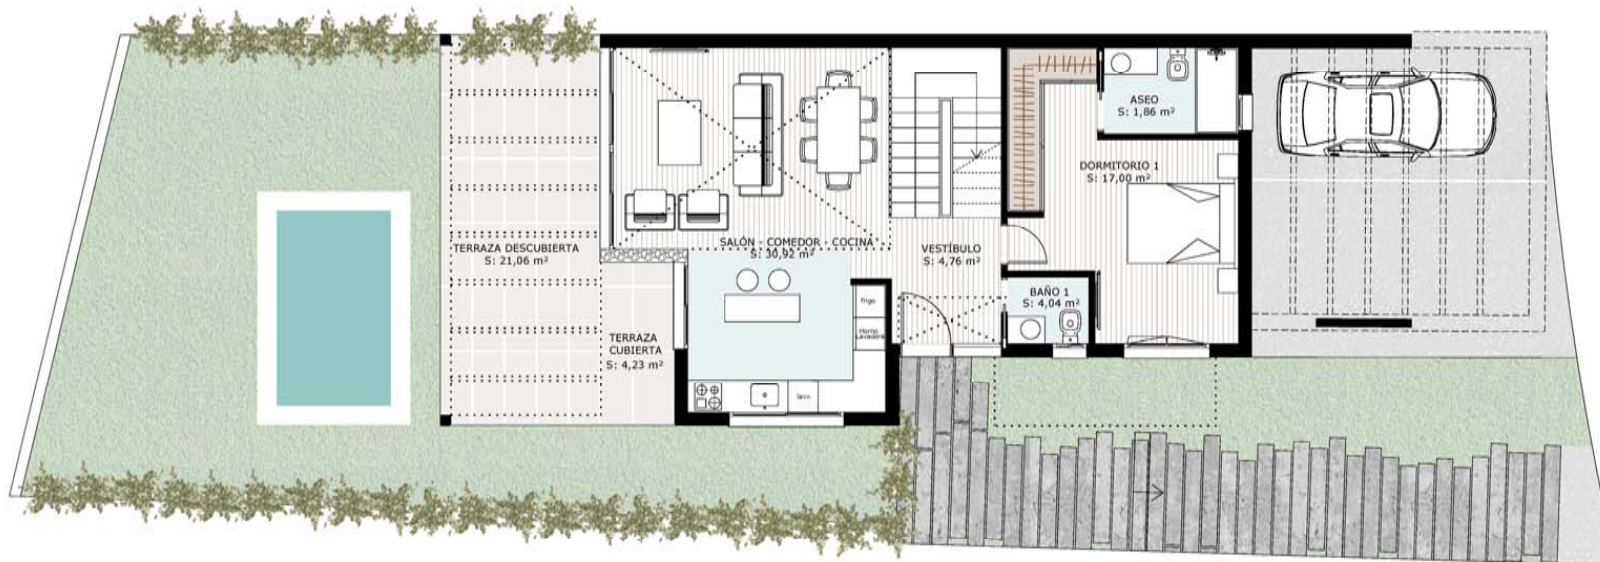 ASEO
S: 1,86 m²
DORMITORIO 1
S: 17,00 m²
TERRAZA DESCUBIERTA
S: 21,06 m²
SALÓN - COMEDOR - COCINA
S: 30,92 m²
VESTÍBULO
S: 4,76 m²
BAÑO 1
S: 4,04 m²
frigo
Horno
Lavadora
TERRAZA
CUBIERTA
S: 4,23 m²
lavv.